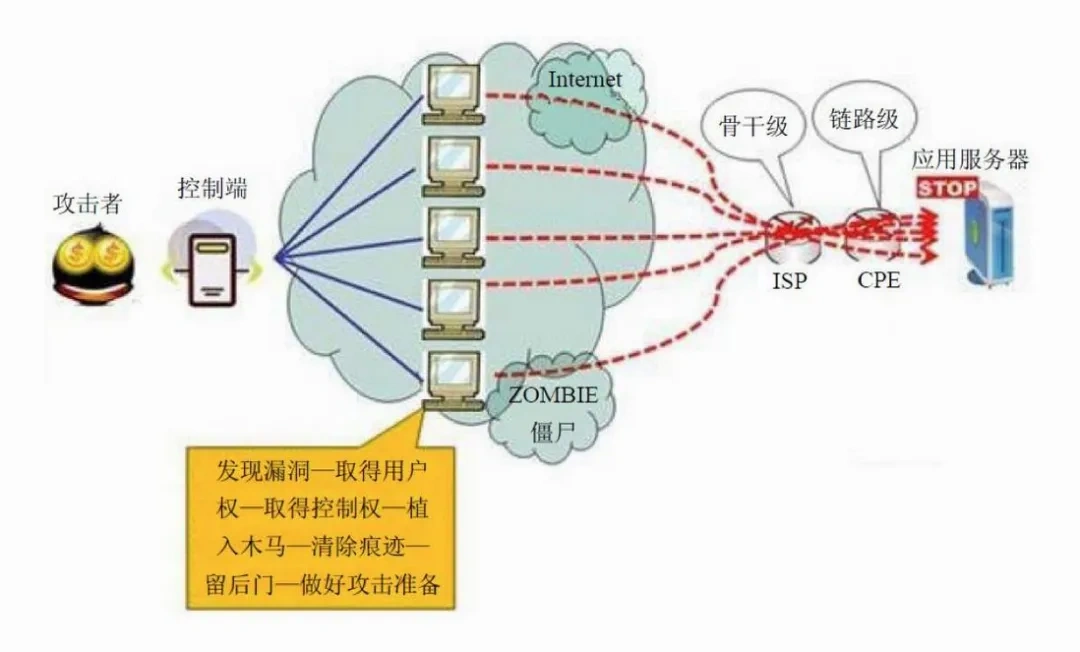 Internet
骨干级
链路级
应用服务器
STOP
攻击者
控制端
$ $
ISP
CPE
ZOMBIE
僵尸
发现漏洞—取得用户
权—取得控制权—植
入木马—清除痕迹—
留后门—做好攻击准备